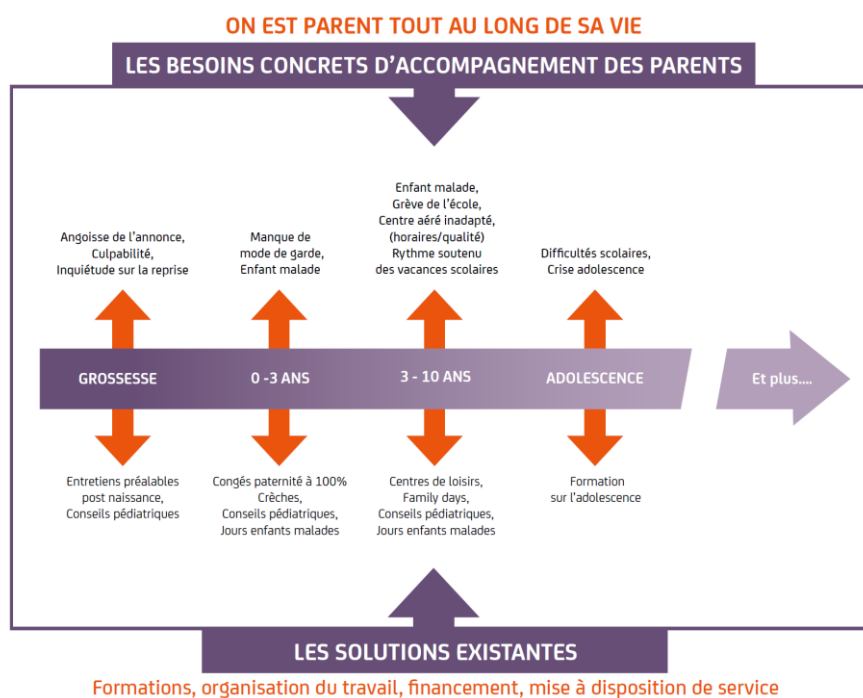 ON EST PARENT TOUT AU LONG DE SA VIE
LES BESOINS CONCRETS D'ACCOMPAGNEMENT DES PARENTS
Angoisse de l'annonce,
Culpabilité,
Inquiétude sur la reprise
Manque de
mode de garde,
Enfant malade
Enfant malade,
Grève de l'école,
Centre aéré inadapté,
(horaires/qualité)
Rythme soutenu
des vacances scolaires
Difficultés scolaires,
Crise adolescence
GROSSESSE
0 -3 ANS
3 - 10 ANS
ADOLESCENCE
Et plus....
Entretiens préalables
post naissance,
Conseils pédiatriques
Congés paternité à 100%
Crèches,
Conseils pédiatriques,
Jours enfants malades
Centres de loisirs,
Family days,
Conseils pédiatriques,
Jours enfants malades
Formation
sur l'adolescence
LES SOLUTIONS EXISTANTES
Formations, organisation du travail, financement, mise à disposition de service